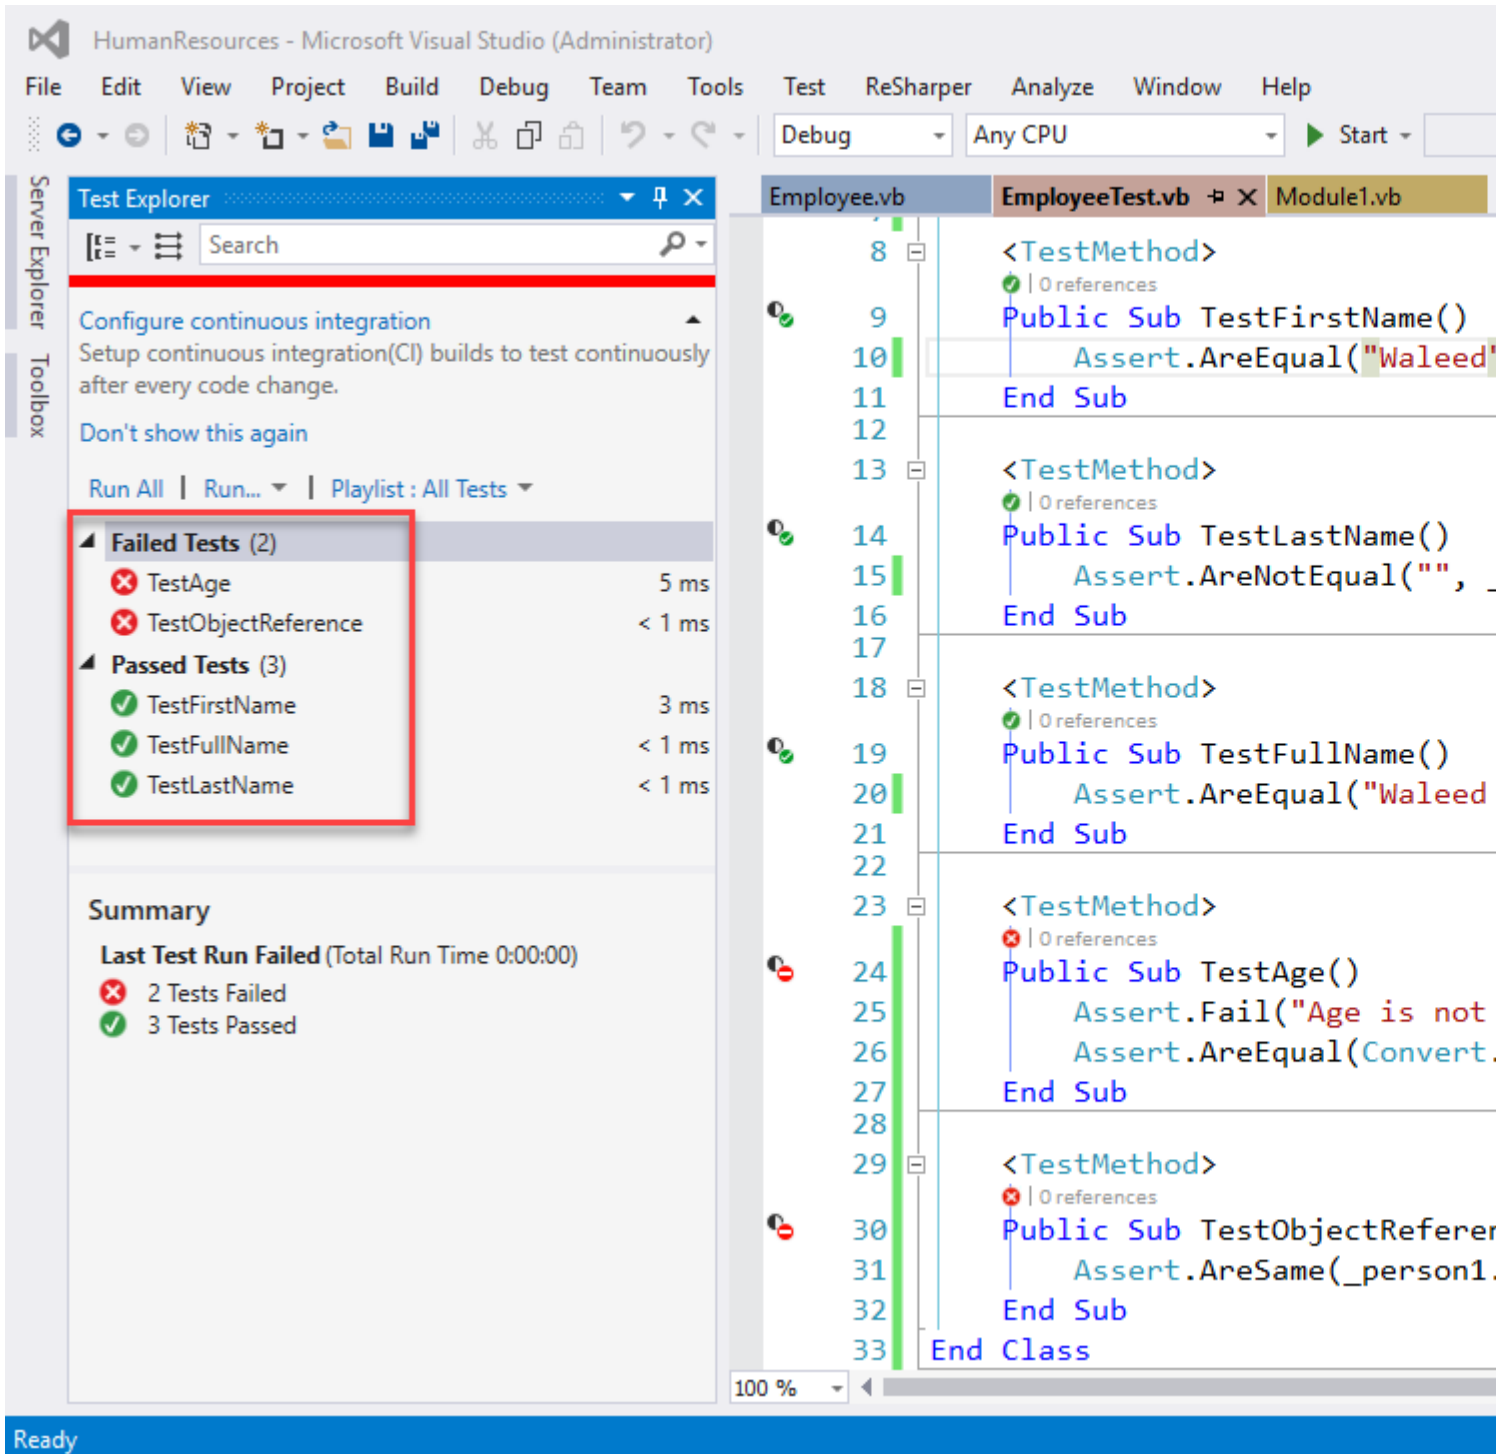 HumanResources - Microsoft Visual Studio (Administrator)
File Edit View Project Build Debug Team Tools Test ReSharper Analyze Window Help
Debug Any CPU Start
Server Explorer
Toolbox
Test Explorer
Search
Configure continuous integration
Setup continuous integration(CI) builds to test continuously
after every code change.
Don't show this again
Run All | Run... | Playlist : All Tests
Failed Tests (2)
TestAge 5 ms
TestObjectReference < 1 ms
Passed Tests (3)
TestFirstName 3 ms
TestFullName < 1 ms
TestLastName < 1 ms
Summary
Last Test Run Failed (Total Run Time 0:00:00)
2 Tests Failed
3 Tests Passed
Employee.vb EmployeeTest.vb Module1.vb
8 <TestMethod>
0 references
9 Public Sub TestFirstName()
10 Assert.AreEqual("Waleed"
11 End Sub
12
13 <TestMethod>
0 references
14 Public Sub TestLastName()
15 Assert.AreNotEqual("", _
16 End Sub
17
18 <TestMethod>
0 references
19 Public Sub TestFullName()
20 Assert.AreEqual("Waleed
21 End Sub
22
23 <TestMethod>
0 references
24 Public Sub TestAge()
25 Assert.Fail("Age is not
26 Assert.AreEqual(Convert.
27 End Sub
28
29 <TestMethod>
0 references
30 Public Sub TestObjectReferen
31 Assert.AreSame(_person1.
32 End Sub
33 End Class
100 %
Ready